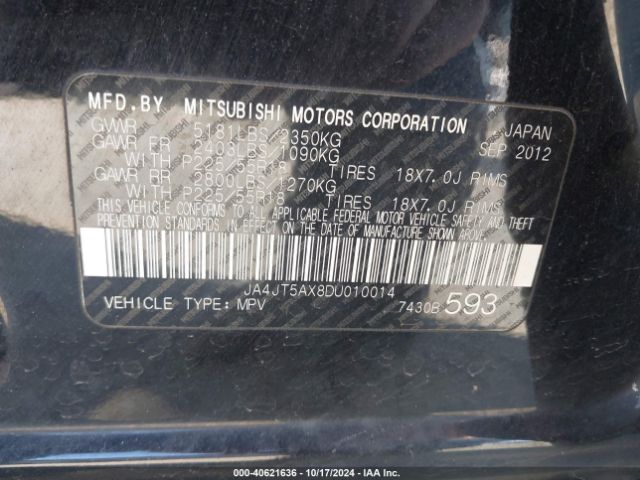 MFD.BY MITSUBISHI MOTORS CORPORATION JAPAN
GVWR 5181LBS 2350KG SEP 2012
GAWR FR 2403LBS 1090KG
WITH P225 TIRES 18X7.0J RIMS
GAWR RR 2800LBS 1270KG
WITH P225 55R18 TIRES 18X7.0J RIMS
THIS VEHICLE CONFORMS TO ALL APPLICABLE FEDERAL MOTOR VEHICLE SAFETY AND THEFT
PREVENTION STANDARDS IN EFFECT ON THE DATE OF MANUFACTURE SHOWN ABOVE.
JA4JT5AX8DU010014
VEHICLE TYPE: MPV 7430B 593
000-40621636 - 10/17/2024 - IAA Inc.